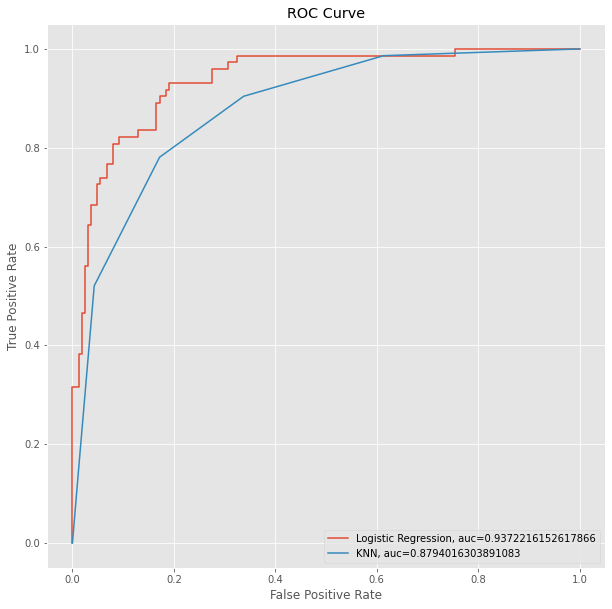 ROC Curve
1.0
0.8
0.6
0.4
0.2
0.0
True Positive Rate
Logistic Regression, auc=0.9372216152617866
KNN, auc=0.8794016303891083
0.0 0.2 0.4 0.6 0.8 1.0
False Positive Rate